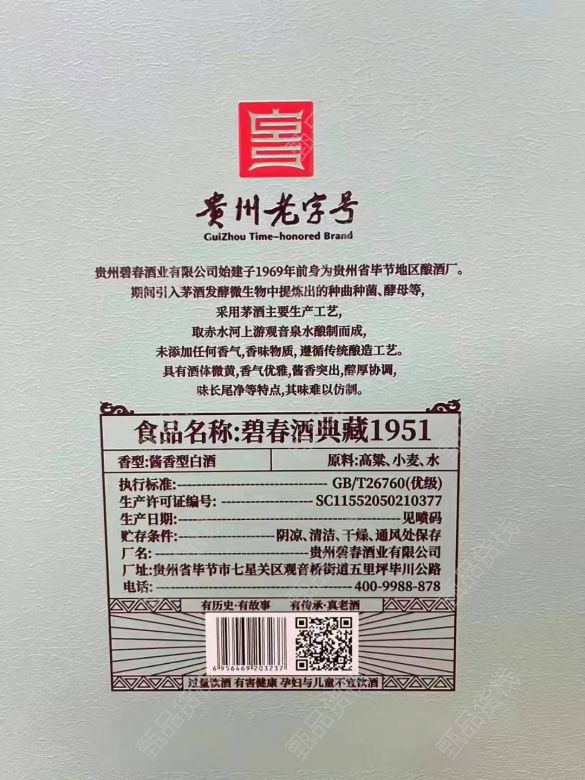 贵州老字号
GuiZhou Time-honored Brand
贵州碧春酒业有限公司始建于1969年前身为贵州省毕节地区酿酒厂。
期间引入茅酒发酵微生物中提炼出的种曲种菌、酵母等,
采用茅酒主要生产工艺,
取赤水河上游观音泉水酿制而成,
未添加任何香气,香味物质,遵循传统酿造工艺。
具有酒体微黄,香气优雅,酱香突出,醇厚协调,
味长尾净等特点,其味难以仿制。
食品名称:碧春酒典藏1951
香型:酱香型白酒 原料:高粱、小麦、水
执行标准:GB/T26760(优级)
生产许可证编号:SC11552050210377
生产日期:见喷码
贮存条件:阴凉、清洁、干燥、通风处保存
厂名:贵州碧春酒业有限公司
厂址:贵州省毕节市七星关区观音桥街道五里坪毕川公路
电话:400-9988-878
有历史·有故事 有传承·真老酒
6956469203237
过量饮酒 有害健康 孕妇与儿童不宜饮酒